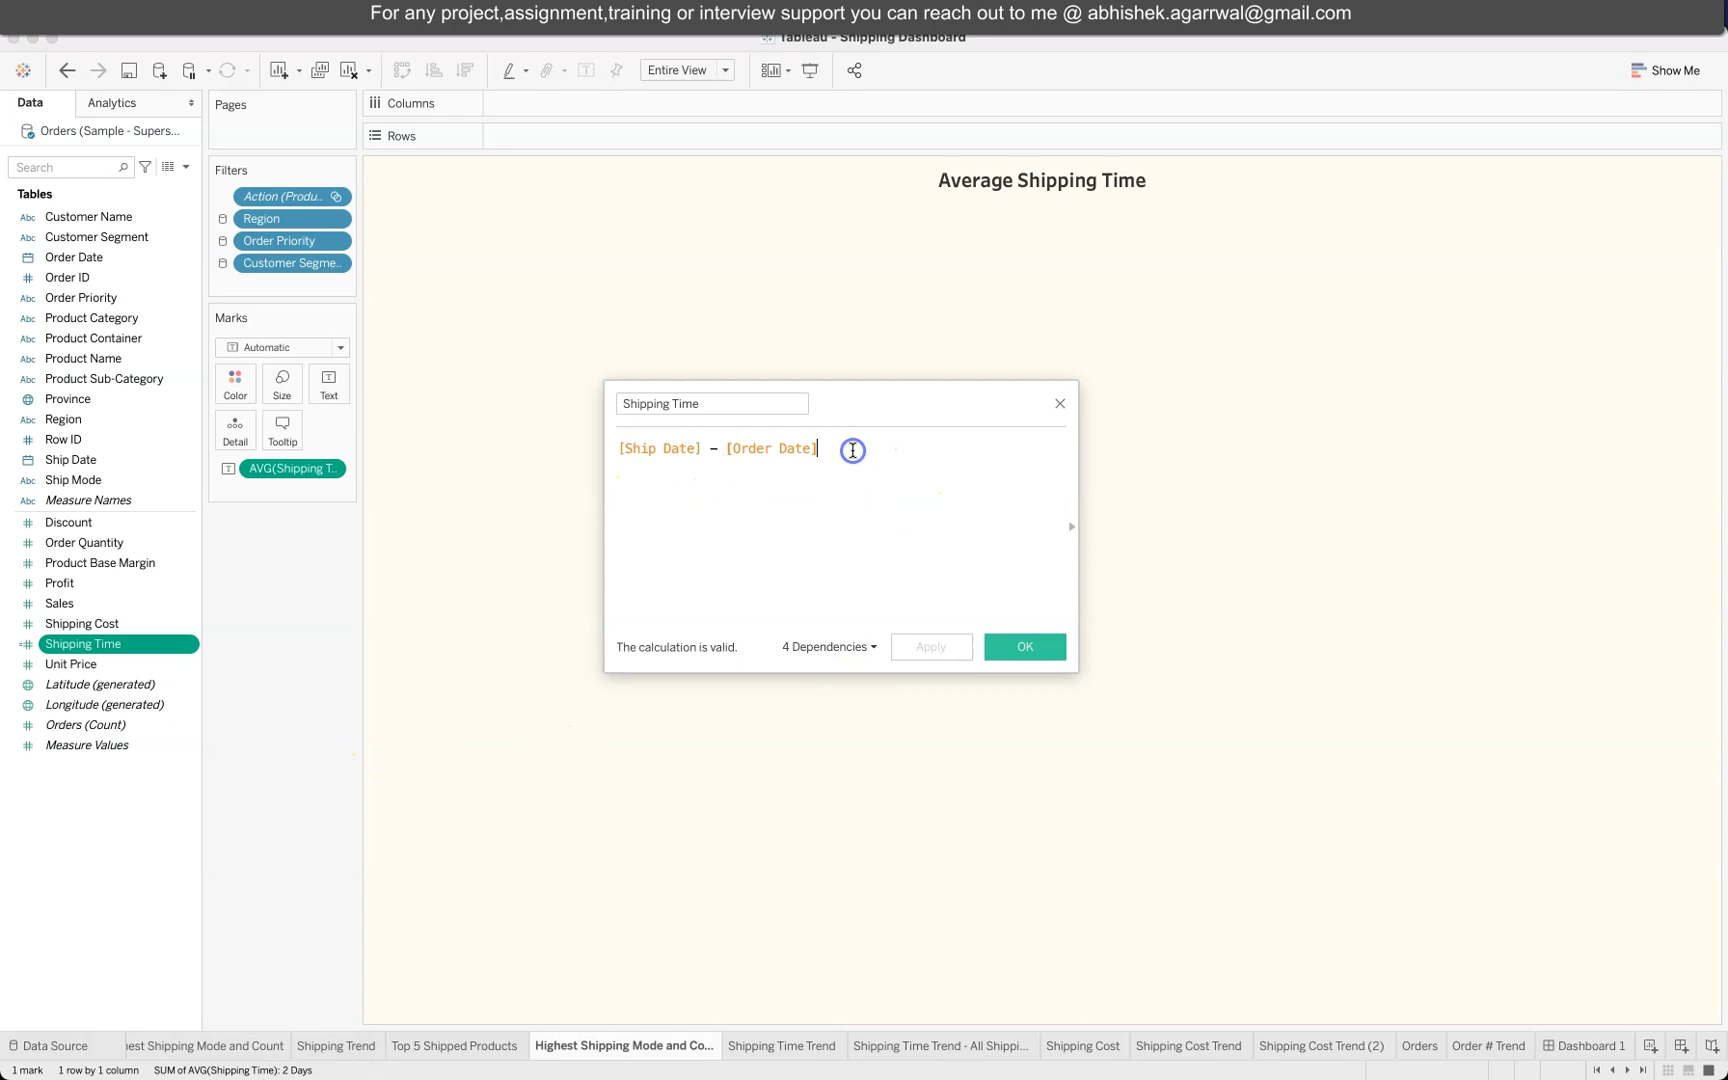 For any project,assignment,training or interview support you can reach out to me @ abhishek.agarrwal@gmail.com
Tableau - Shipping Dashboard
Entire View
Show Me
Data
Analytics
Orders (Sample - Supers...
Search
Tables
Customer Name
Customer Segment
Order Date
Order ID
Order Priority
Product Category
Product Container
Product Name
Product Sub-Category
Province
Region
Row ID
Ship Date
Ship Mode
Measure Names
Discount
Order Quantity
Product Base Margin
Profit
Sales
Shipping Cost
Shipping Time
Unit Price
Latitude (generated)
Longitude (generated)
Orders (Count)
Measure Values
Pages
Filters
Action (Produ..
Region
Order Priority
Customer Segme..
Marks
Automatic
Color
Size
Text
Detail
Tooltip
AVG(Shipping T..
Columns
Rows
Average Shipping Time
Shipping Time
[Ship Date] - [Order Date]
The calculation is valid.
4 Dependencies
Apply
OK
Data Source
est Shipping Mode and Count
Shipping Trend
Top 5 Shipped Products
Highest Shipping Mode and Co...
Shipping Time Trend
Shipping Time Trend - All Shippi...
Shipping Cost
Shipping Cost Trend
Shipping Cost Trend (2)
Orders
Order # Trend
Dashboard 1
1 mark
1 row by 1 column
SUM of AVG(Shipping Time): 2 Days